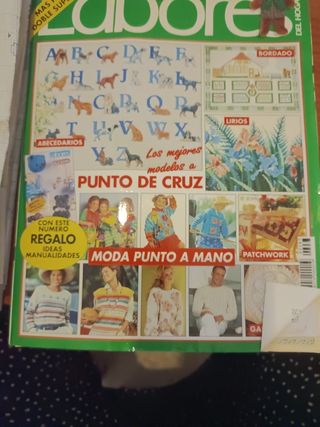 Labores
DEL HOGAR
MAS
DOBLE
A B C D E F
G H I J K L
M N O P Q R
S T U V W X
Y Z
ABECEDARIOS
BORDADO
LIRIOS
Los mejores
modelos a
PUNTO DE CRUZ
CON ESTE
NUMERO
REGALO
IDEAS
MANUALIDADES
MODA PUNTO A MANO
PATCHWORK